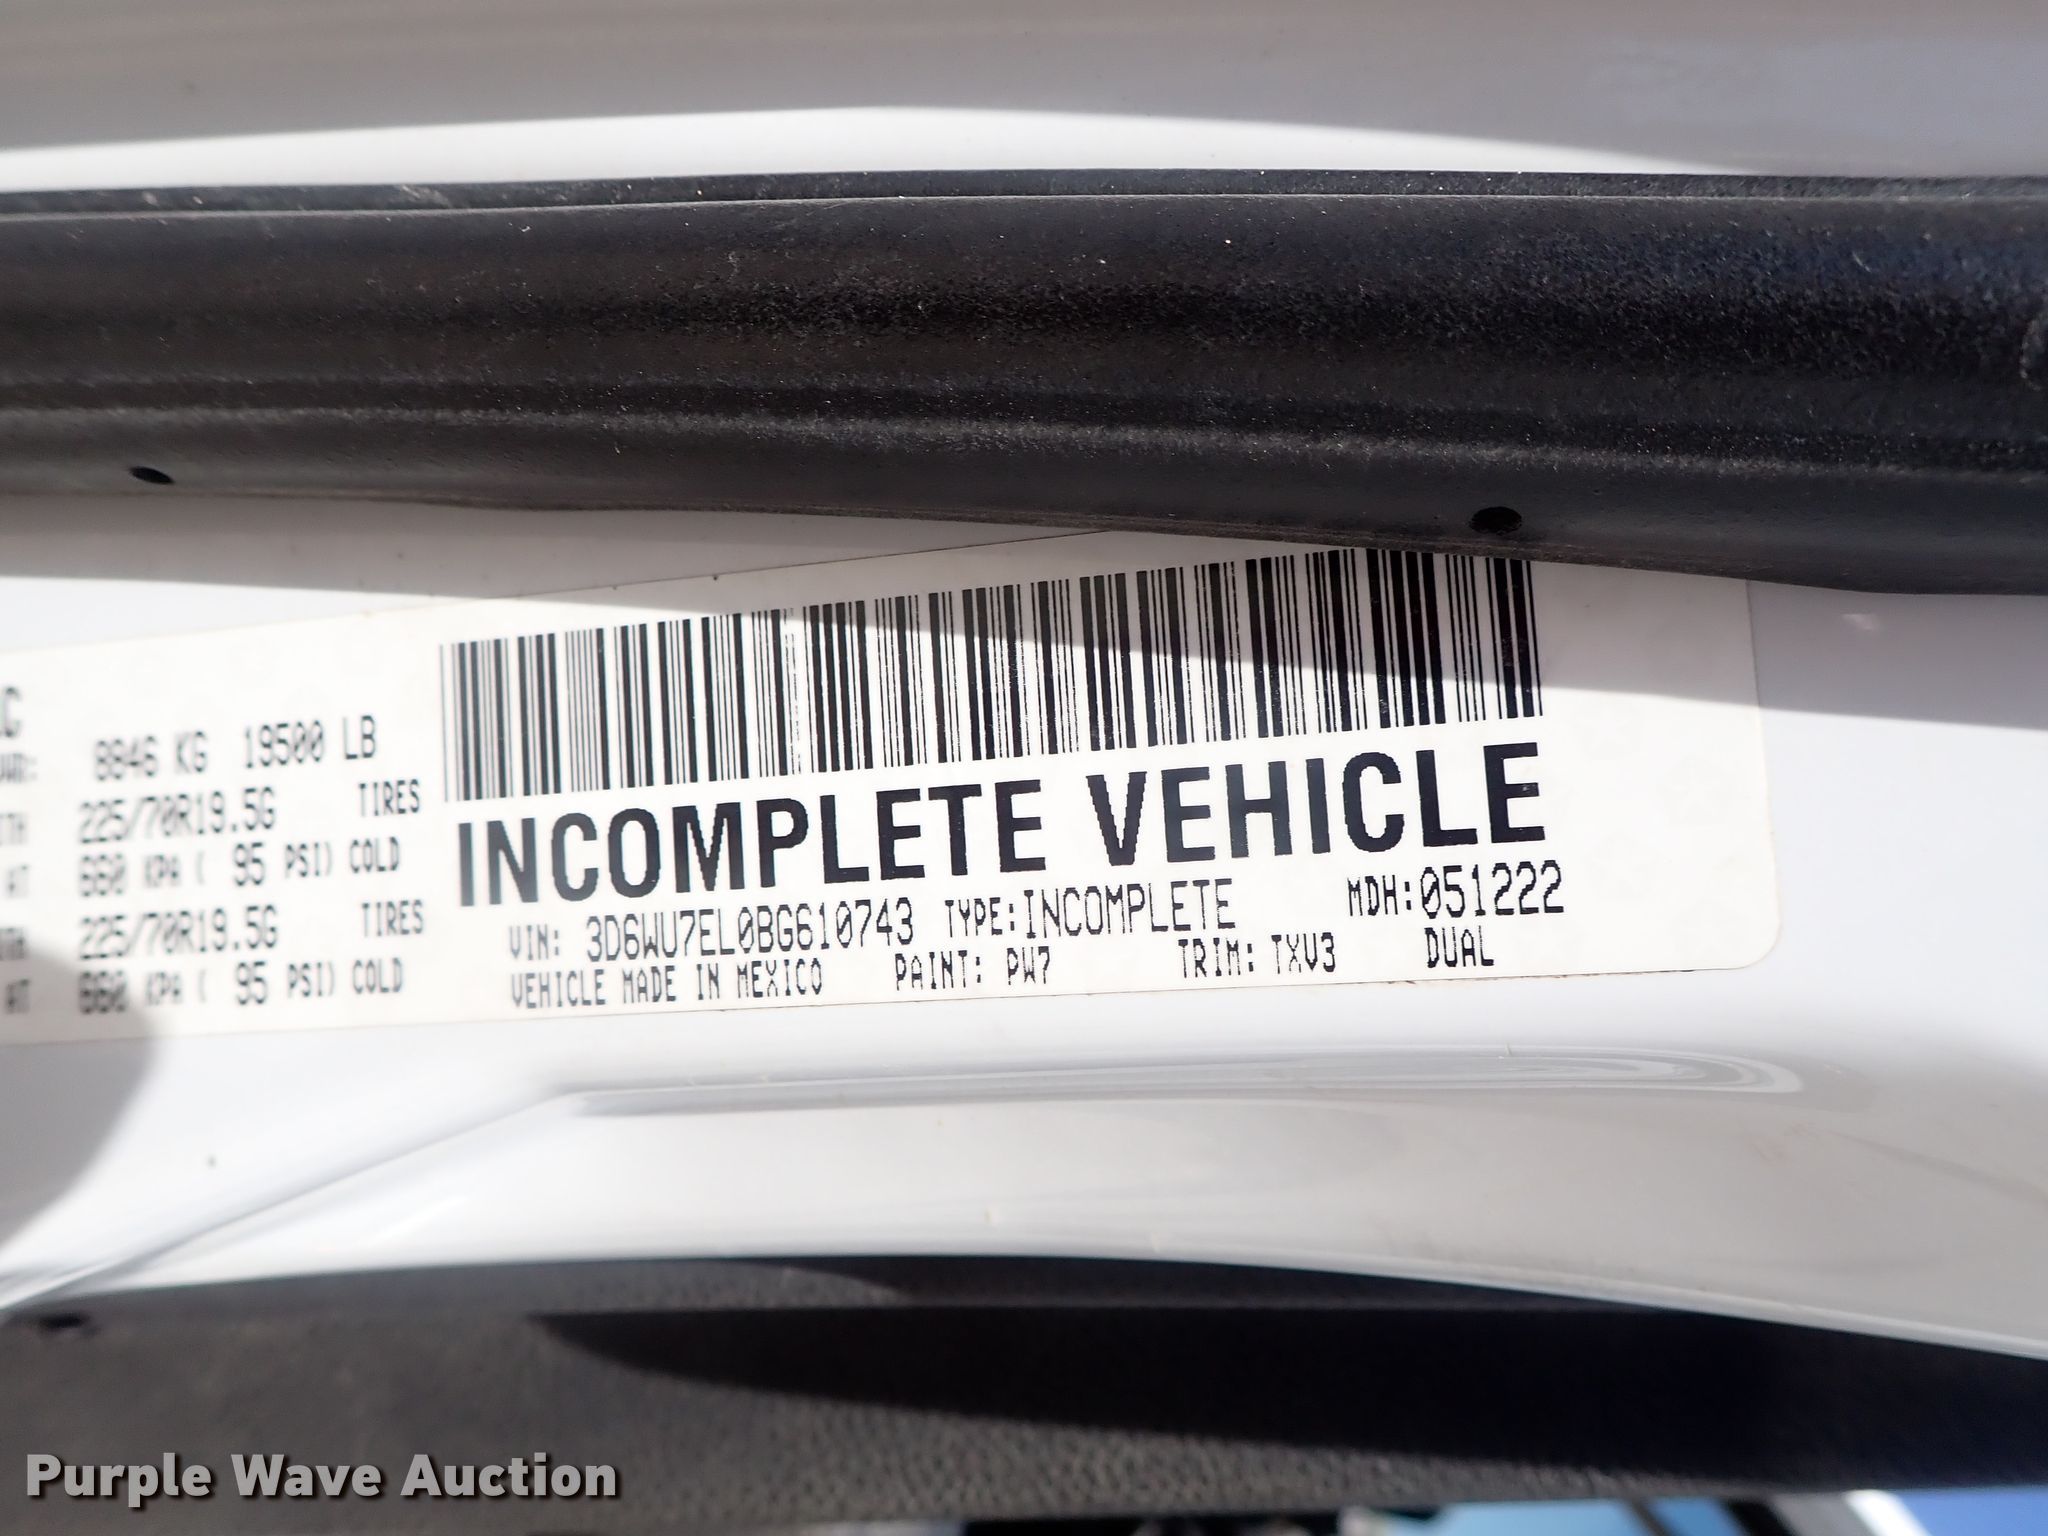 8846 KG 19500 LB
225/70R19.5G TIRES
AT 660 KPA ( 95 PSI) COLD
225/70R19.5G TIRES
AT 660 KPA ( 95 PSI) COLD
INCOMPLETE VEHICLE
VIN: 3D6WU7EL0BG610743 TYPE:INCOMPLETE MDH:051222
VEHICLE MADE IN MEXICO PAINT: PW7 TRIM: TXV3 DUAL
Purple Wave Auction